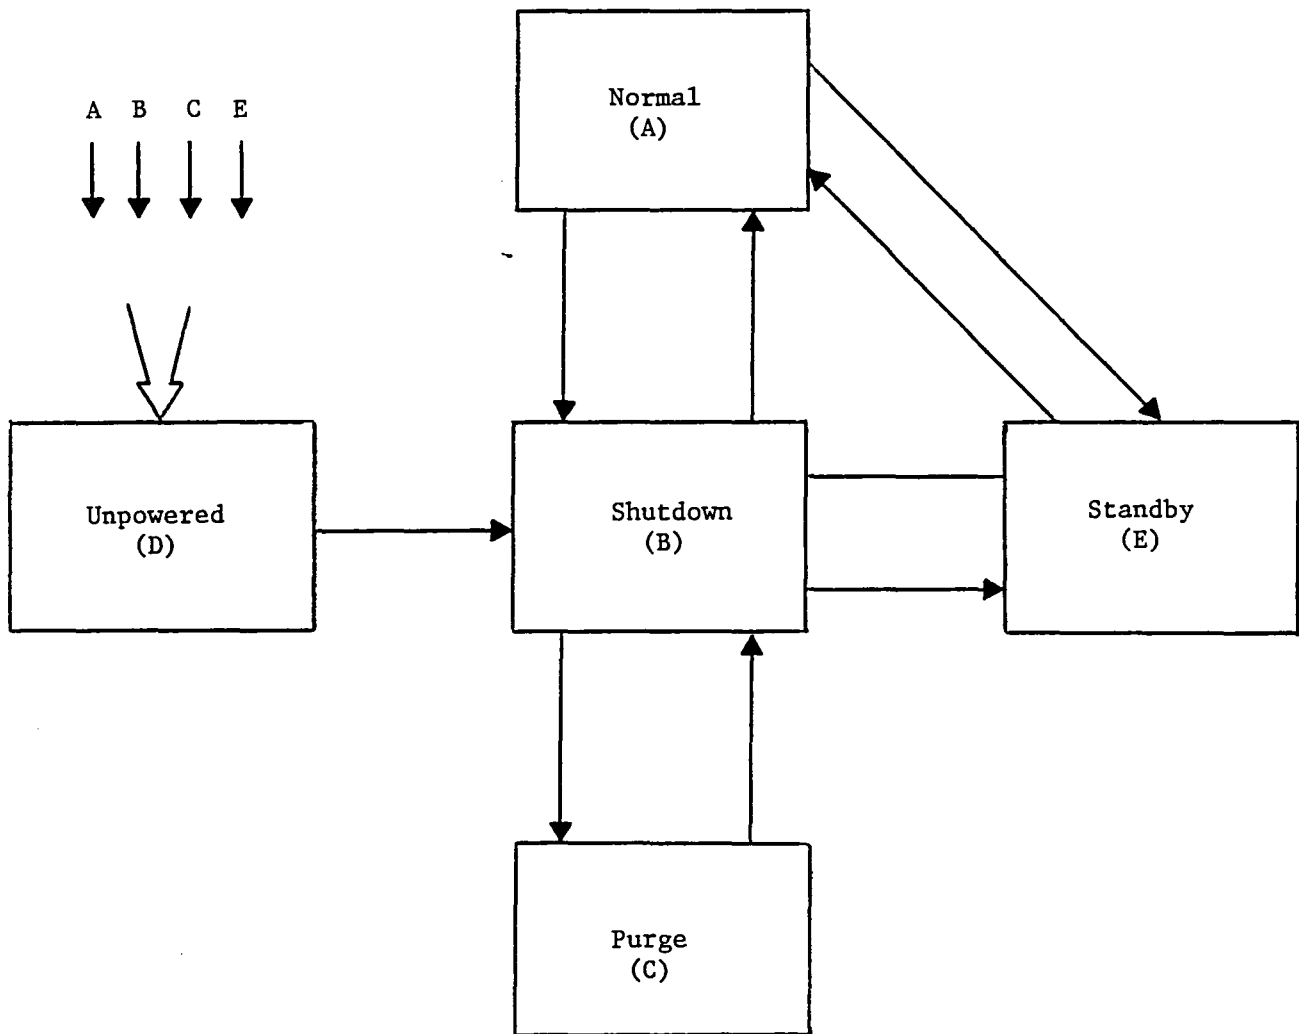 Normal
(A)
A B C E
Unpowered
(D)
Shutdown
(B)
Standby
(E)
Purge
(C)